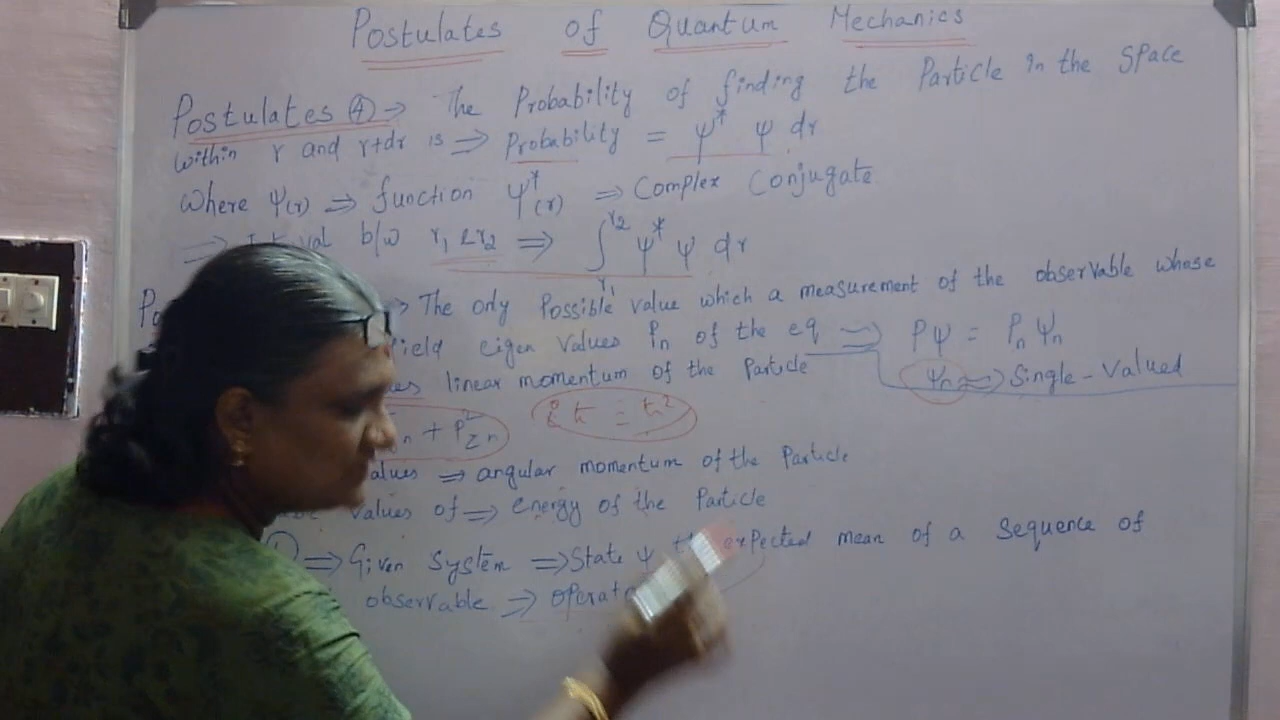 Postulates of Quantum Mechanics
Postulates ④ → The Probability of finding the Particle in the space
within r and r+dr is ⇒ Probability = ψ* ψ dr
Where ψ(r) ⇒ function ψ*(r) ⇒ Complex Conjugate
⇒ b/w r₁ & r₂ ⇒ ∫r₁^r₂ ψ* ψ dr
→ The only Possible value which a measurement of the observable whose
eigen values Pn of the eq ⇒ Pψ = Pn ψn
linear momentum of the Particle ψn ⇒ Single-Valued
n + P²zn
⇒ angular momentum of the Particle
values of ⇒ energy of the Particle
⇒ Given System ⇒ State ψ expected mean of a sequence of
observable ⇒